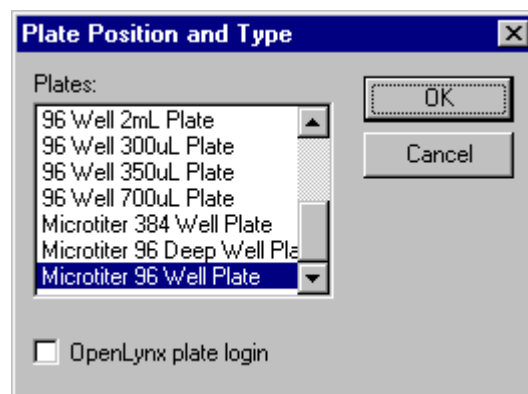 Plate Position and Type
Plates:
96 Well 2mL Plate
96 Well 300uL Plate
96 Well 350uL Plate
96 Well 700uL Plate
Microtiter 384 Well Plate
Microtiter 96 Deep Well Pla
Microtiter 96 Well Plate
OK
Cancel
OpenLynx plate login